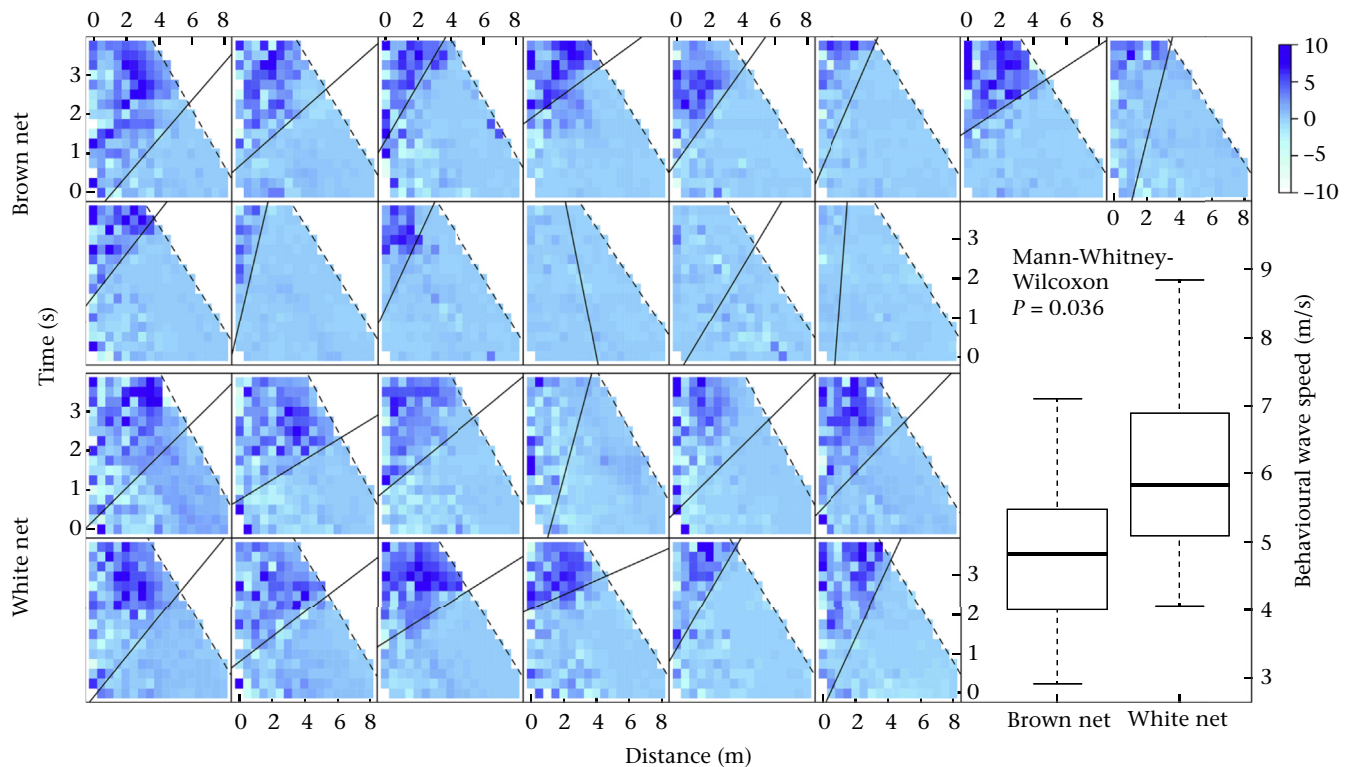 0 2 4 6 8 0 2 4 6 8 0 2 4 6 8 0 2 4 6 8
Brown net
3
2
1
0
10
5
0
−5
−10
2 4 6 8
3
2
1
0
Time (s)
Mann-Whitney-
Wilcoxon
P = 0.036
9
8
7
6
5
4
3
Behavioural wave speed (m/s)
White net
3
2
1
0
3
2
1
0
0 2 4 6 8 0 2 4 6 8 0 2 4 6 8
Brown net White net
Distance (m)